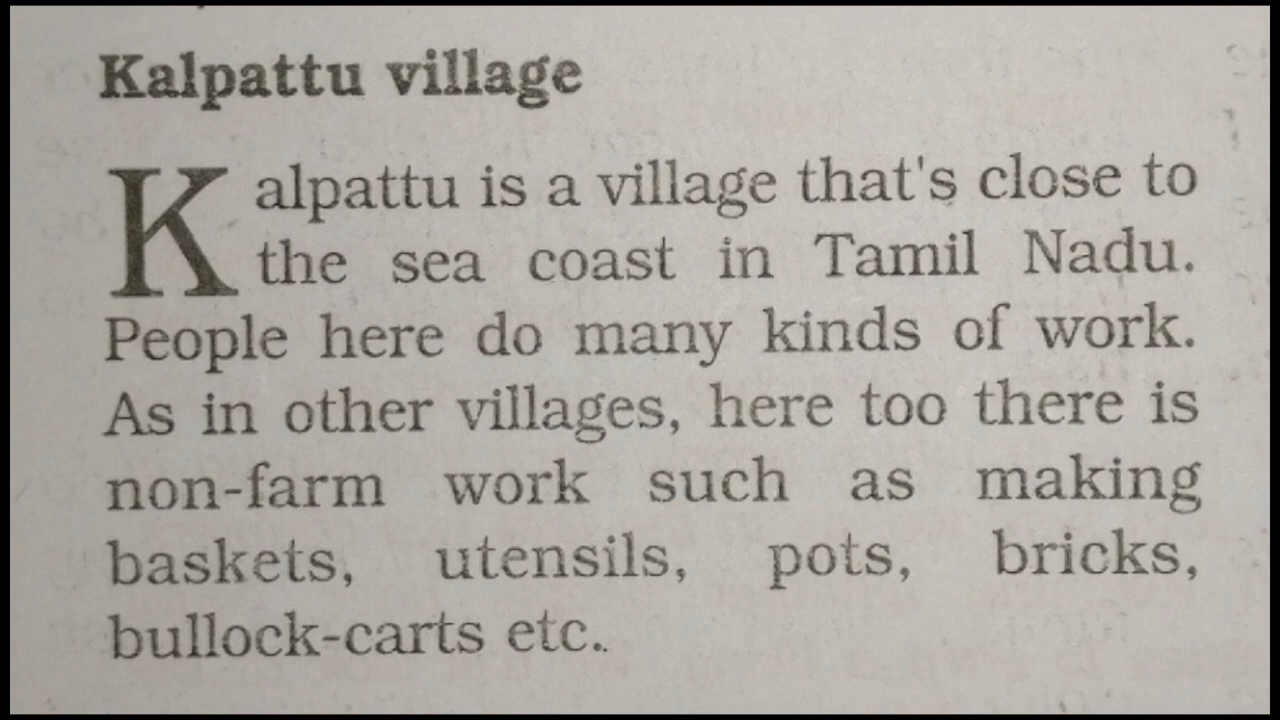 Kalpattu village
Kalpattu is a village that's close to
the sea coast in Tamil Nadu.
People here do many kinds of work.
As in other villages, here too there is
non-farm work such as making
baskets, utensils, pots, bricks,
bullock-carts etc.